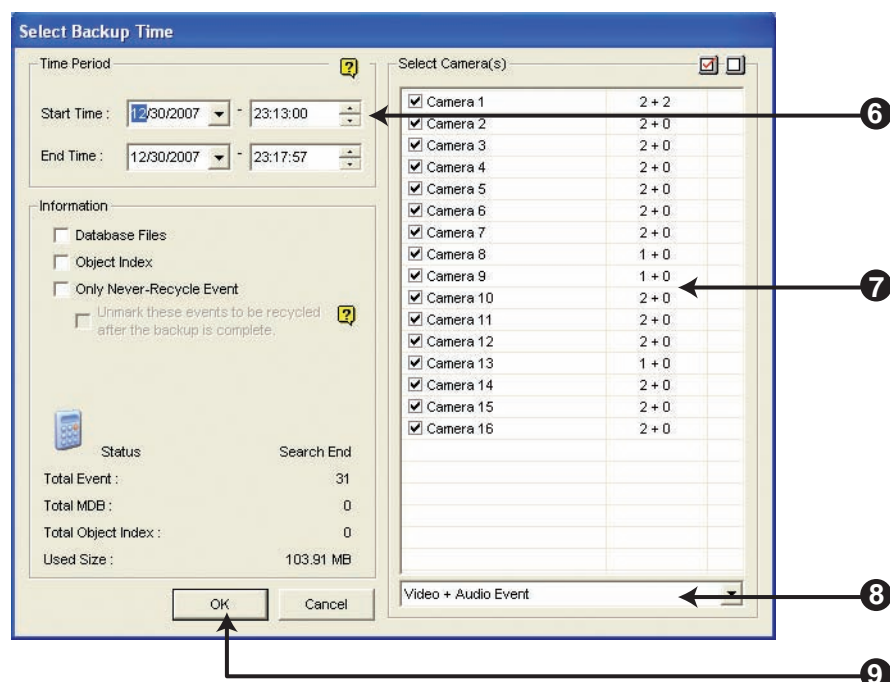 Select Backup Time
Time Period
?
Start Time : 12/30/2007 - 23:13:00
End Time : 12/30/2007 - 23:17:57
Information
Database Files
Object Index
Only Never-Recycle Event
Unmark these events to be recycled
after the backup is complete.
?
Status Search End
Total Event : 31
Total MDB : 0
Total Object Index : 0
Used Size : 103.91 MB
OK Cancel
Select Camera(s)
Camera 1 2 + 2
Camera 2 2 + 0
Camera 3 2 + 0
Camera 4 2 + 0
Camera 5 2 + 0
Camera 6 2 + 0
Camera 7 2 + 0
Camera 8 1 + 0
Camera 9 1 + 0
Camera 10 2 + 0
Camera 11 2 + 0
Camera 12 2 + 0
Camera 13 1 + 0
Camera 14 2 + 0
Camera 15 2 + 0
Camera 16 2 + 0
Video + Audio Event
6
7
8
9